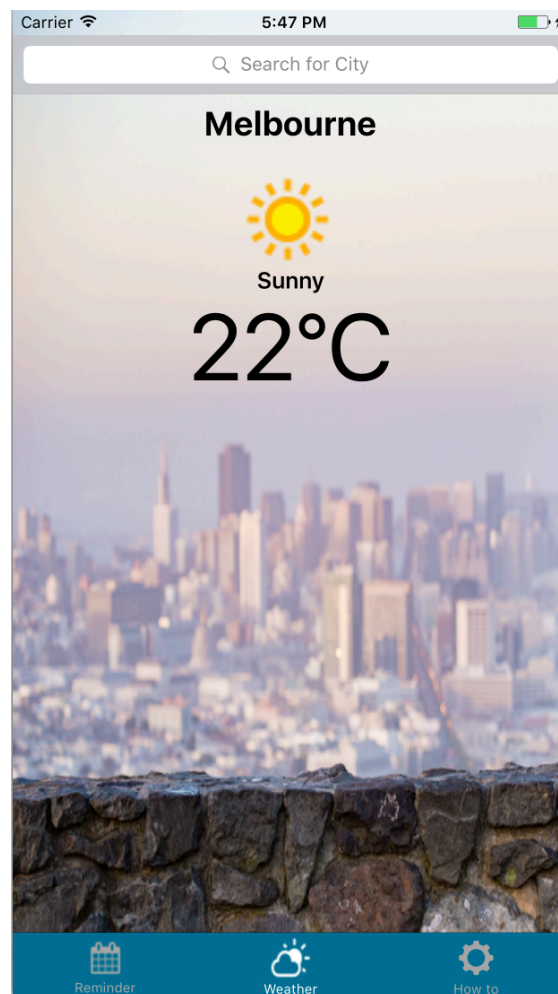 Carrier 5:47 PM
Search for City
Melbourne
Sunny
22°C
Reminder Weather How to